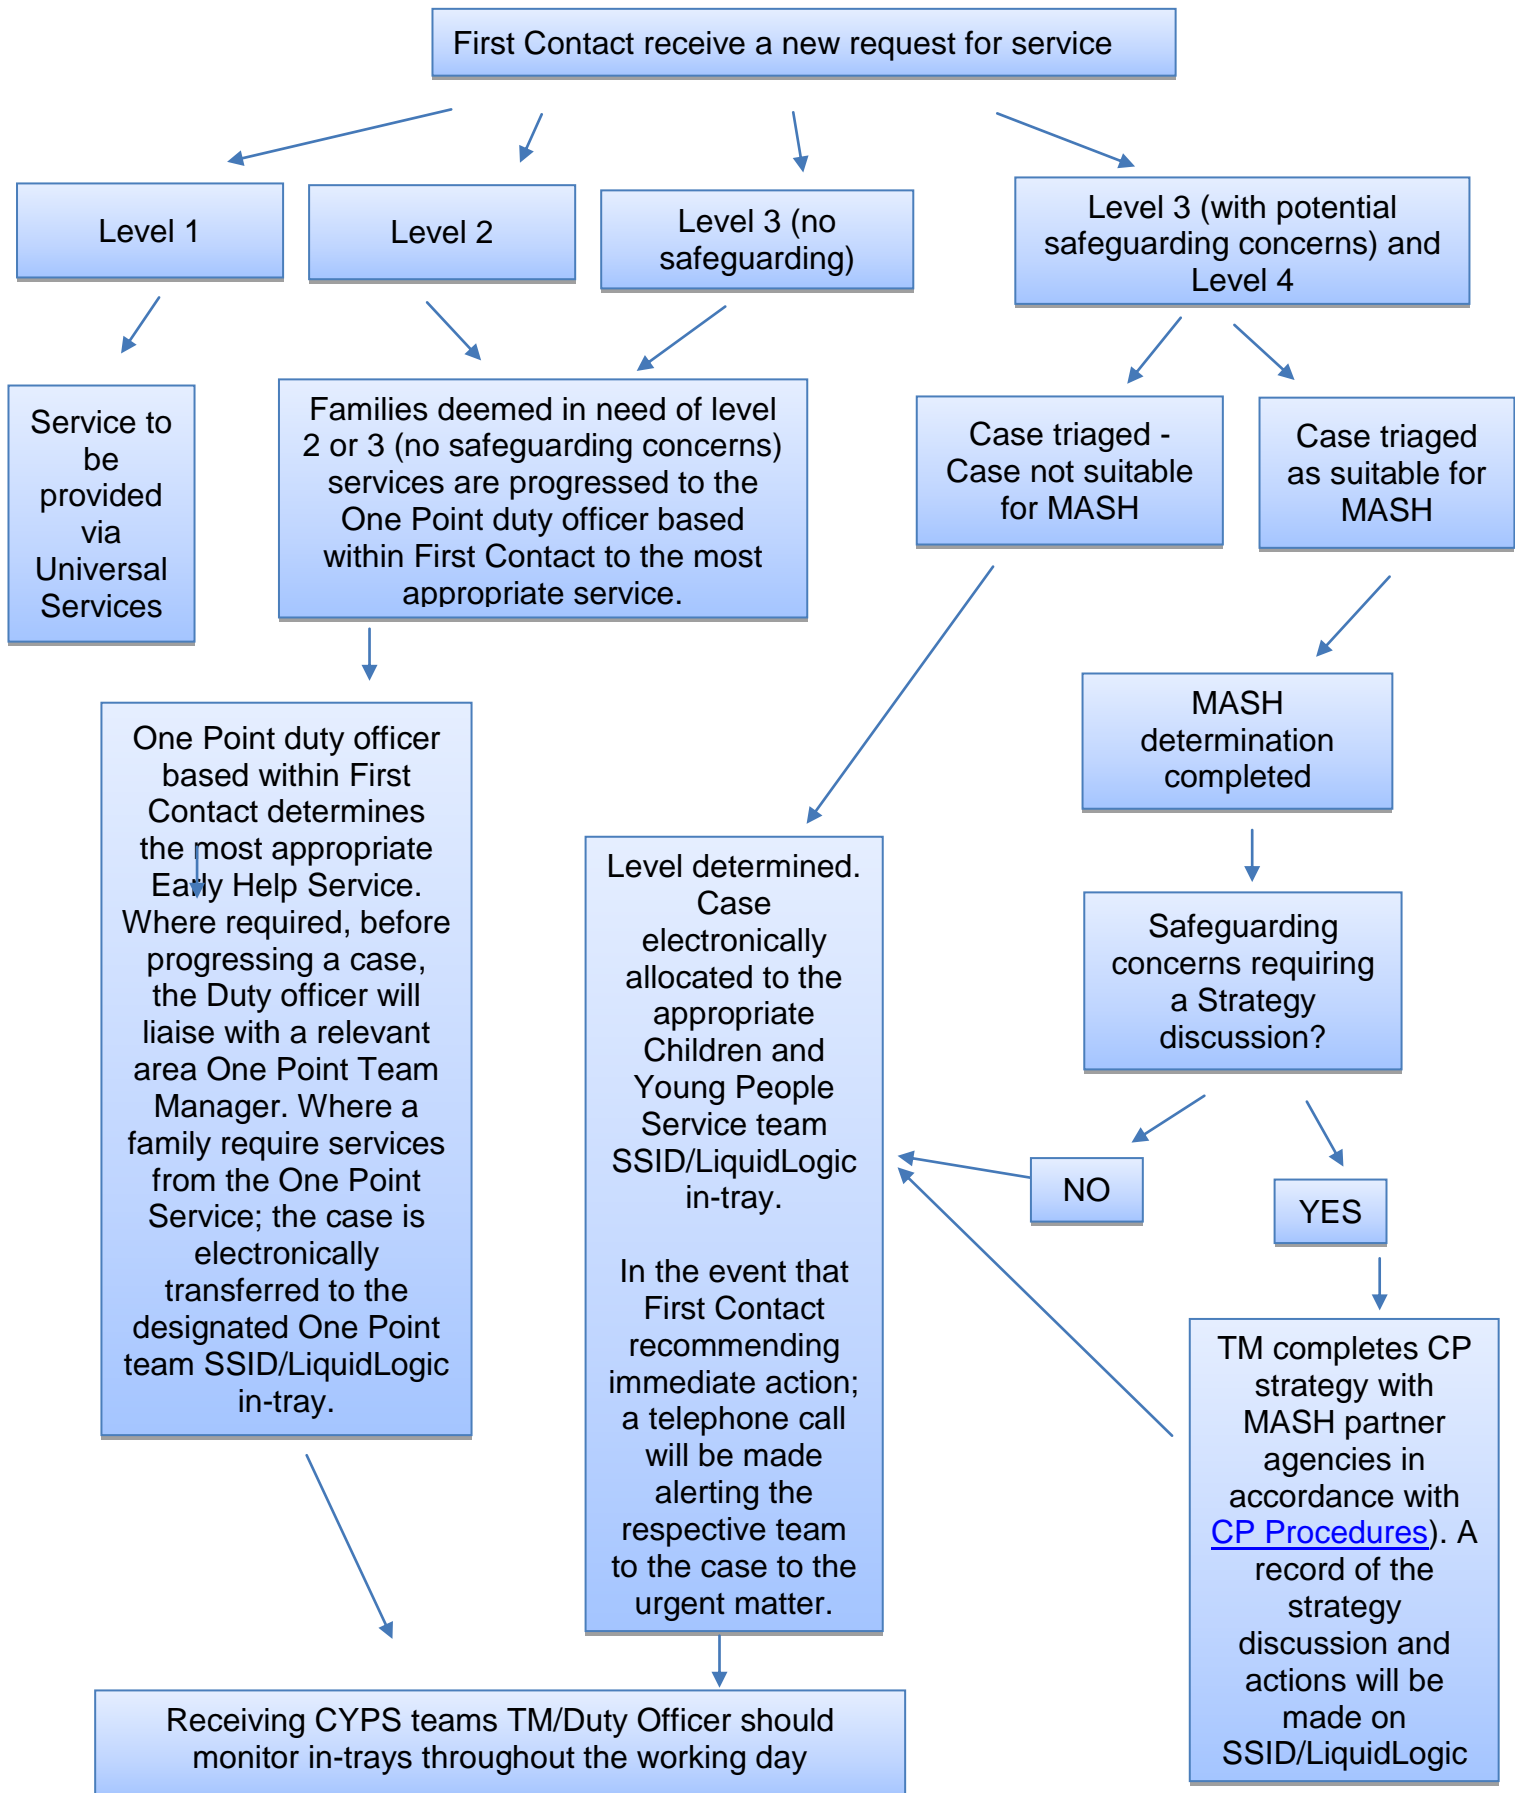 First Contact receive a new request for service
Level 1
Level 2
Level 3 (no
safeguarding)
Level 3 (with potential
safeguarding concerns) and
Level 4
Service to
be
provided
via
Universal
Services
Families deemed in need of level
2 or 3 (no safeguarding concerns)
services are progressed to the
One Point duty officer based
within First Contact to the most
appropriate service.
Case triaged -
Case not suitable
for MASH
Case triaged
as suitable for
MASH
One Point duty officer
based within First
Contact determines
the most appropriate
Early Help Service.
Where required, before
progressing a case,
the Duty officer will
liaise with a relevant
area One Point Team
Manager. Where a
family require services
from the One Point
Service; the case is
electronically
transferred to the
designated One Point
team SSID/LiquidLogic
in-tray.
MASH
determination
completed
Level determined.
Case
electronically
allocated to the
appropriate
Children and
Young People
Service team
SSID/LiquidLogic
in-tray.
In the event that
First Contact
recommending
immediate action;
a telephone call
will be made
alerting the
respective team
to the case to the
urgent matter.
Safeguarding
concerns requiring
a Strategy
discussion?
NO
YES
TM completes CP
strategy with
MASH partner
agencies in
accordance with
CP Procedures). A
record of the
strategy
discussion and
actions will be
made on
SSID/LiquidLogic
Receiving CYPS teams TM/Duty Officer should
monitor in-trays throughout the working day